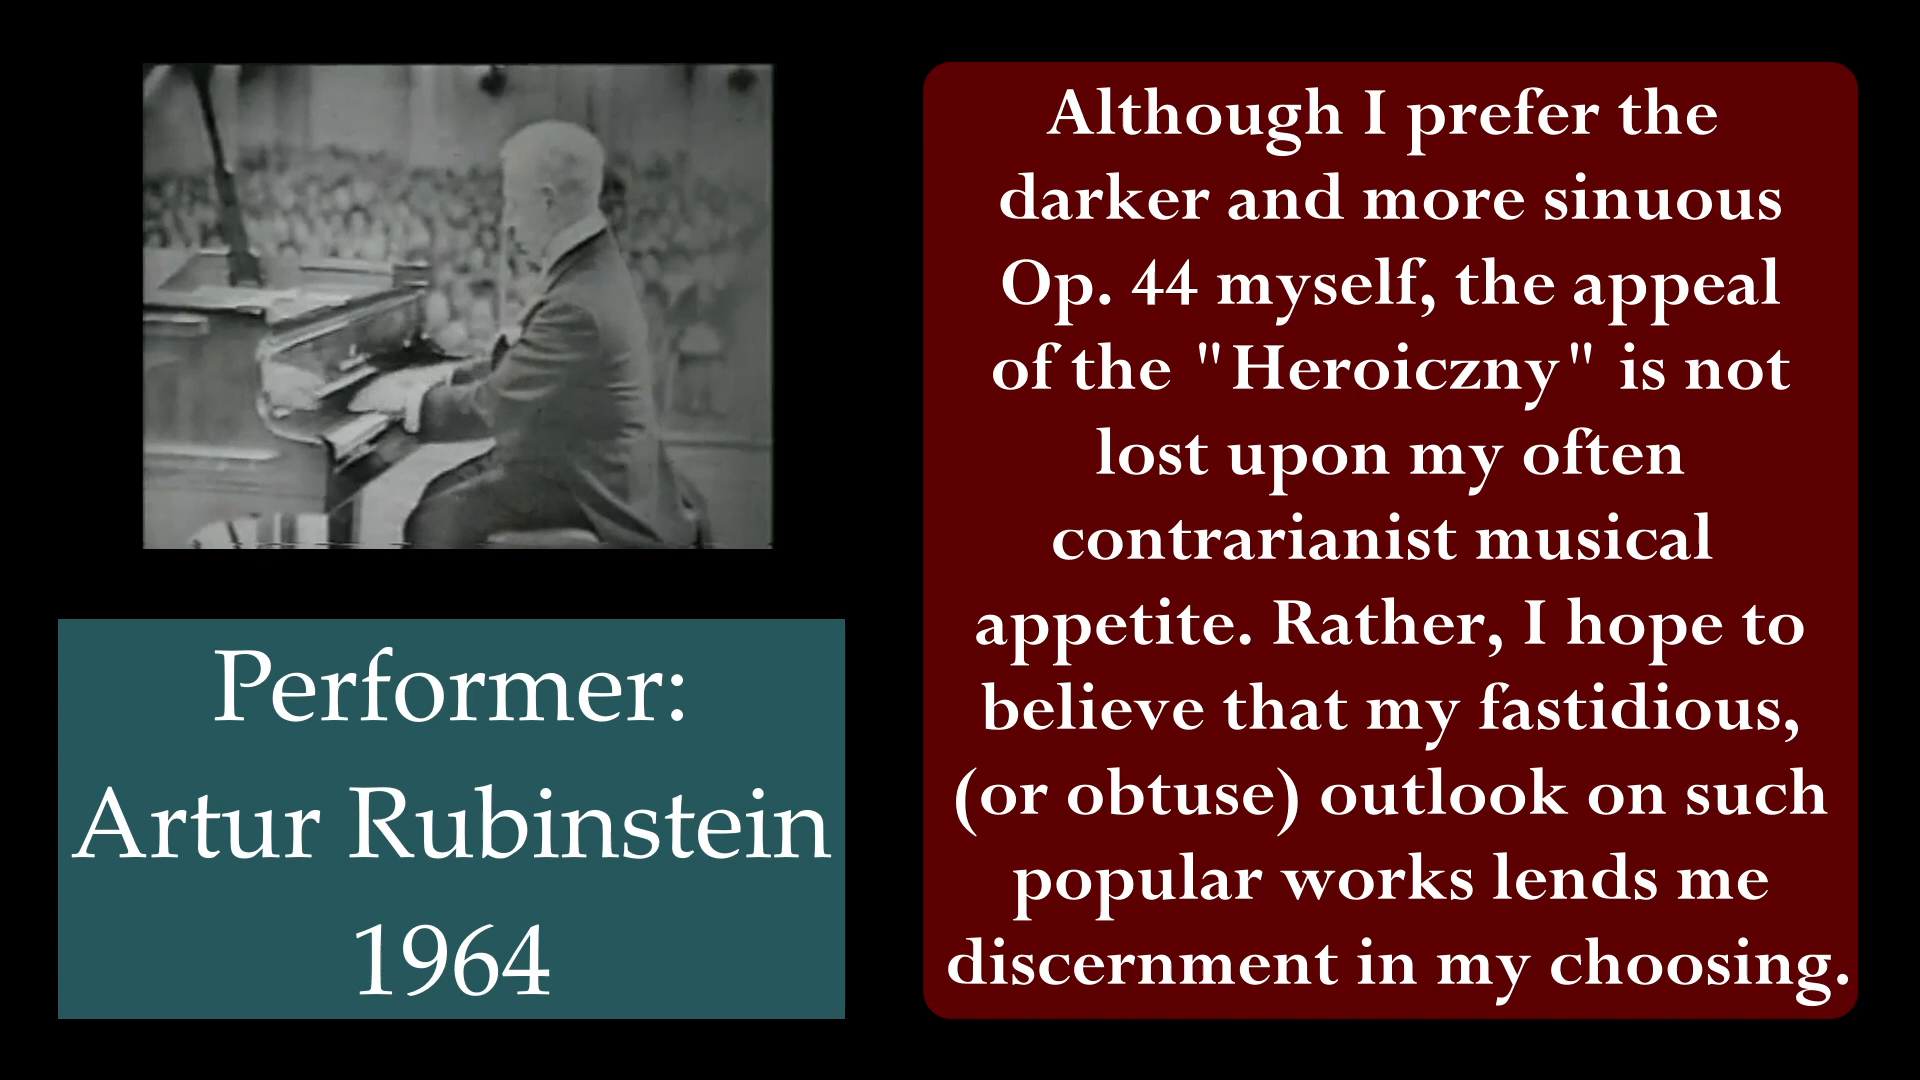 Performer:
Artur Rubinstein
1964
Although I prefer the
darker and more sinuous
Op. 44 myself, the appeal
of the "Heroiczny" is not
lost upon my often
contrarianist musical
appetite. Rather, I hope to
believe that my fastidious,
(or obtuse) outlook on such
popular works lends me
discernment in my choosing.